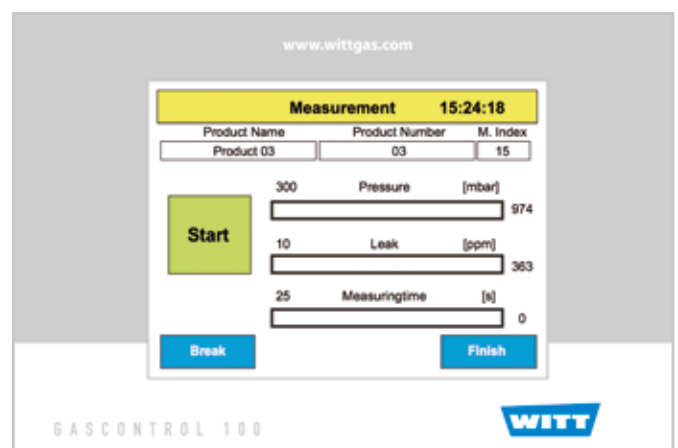 www.wittgas.com
Measurement 15:24:18
Product Name Product Number M. Index
Product 03 03 15
300 Pressure [mbar]
974
Start
10 Leak [ppm]
363
25 Measuringtime [s]
0
Break Finish
GASCONTROL 100 WITT